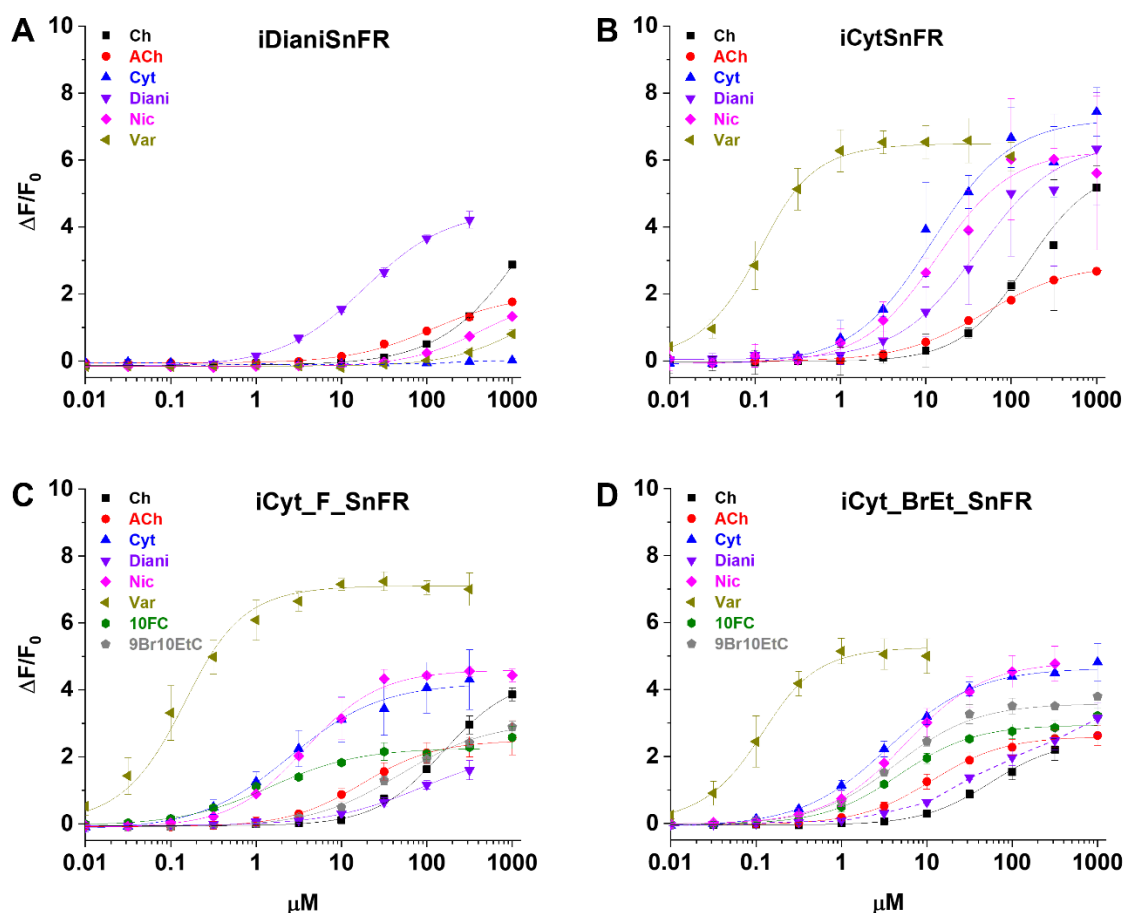 A
iDianiSnFR
Ch
ACh
Cyt
Diani
Nic
Var
ΔF/F0
10
8
6
4
2
0
0.01 0.1 1 10 100 1000
B
iCytSnFR
Ch
ACh
Cyt
Diani
Nic
Var
10
8
6
4
2
0
0.01 0.1 1 10 100 1000
C
iCyt_F_SnFR
Ch
ACh
Cyt
Diani
Nic
Var
10FC
9Br10EtC
ΔF/F0
10
8
6
4
2
0
0.01 0.1 1 10 100 1000
μM
D
iCyt_BrEt_SnFR
Ch
ACh
Cyt
Diani
Nic
Var
10FC
9Br10EtC
10
8
6
4
2
0
0.01 0.1 1 10 100 1000
μM